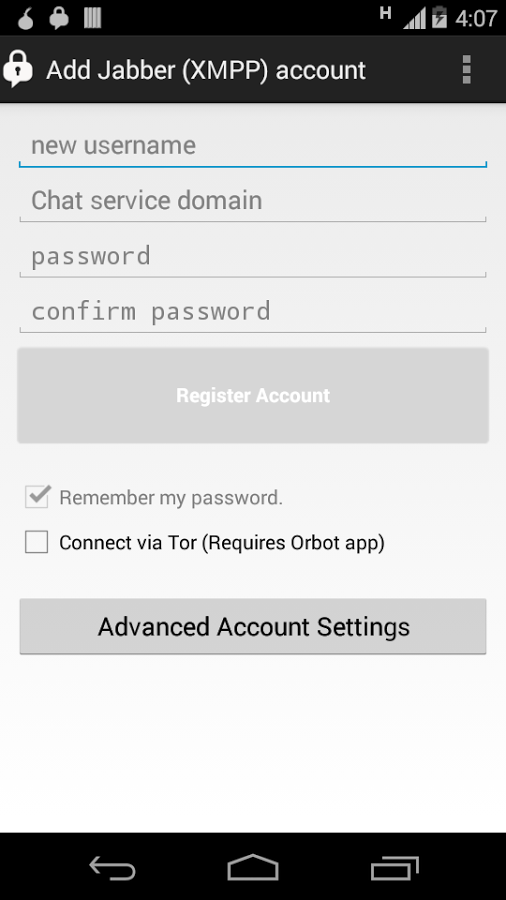 H 4:07
Add Jabber (XMPP) account
new username
Chat service domain
password
confirm password
Register Account
Remember my password.
Connect via Tor (Requires Orbot app)
Advanced Account Settings